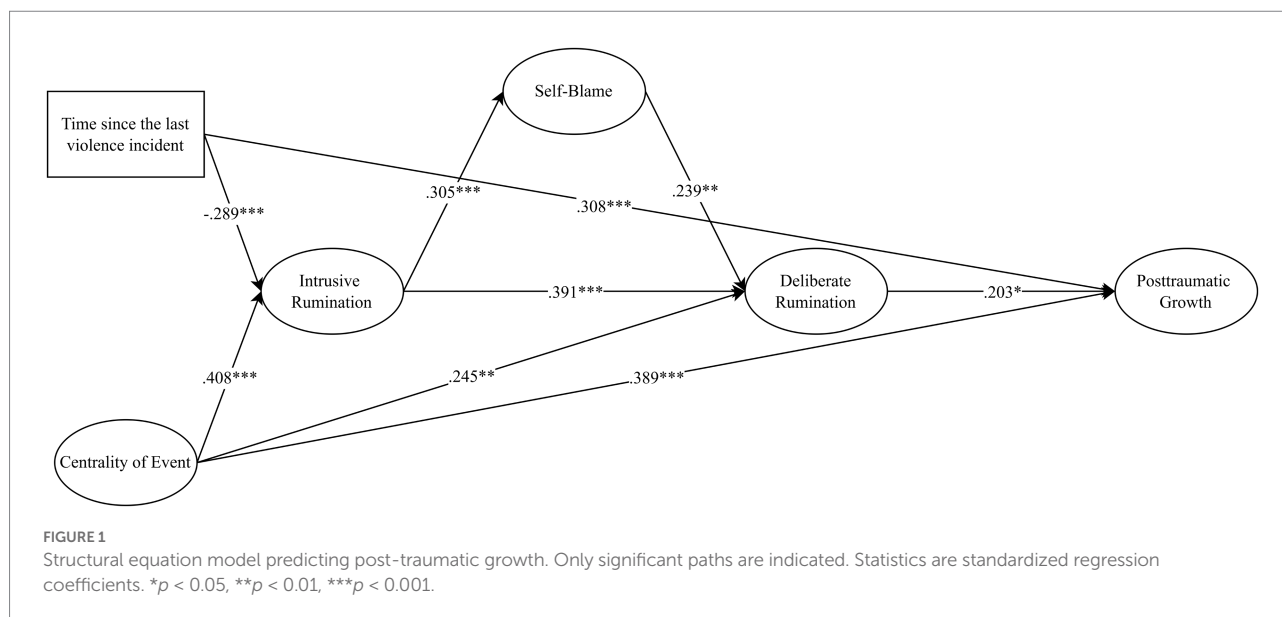 Self-Blame
Time since the last
violence incident
.305***
.239**
.308***
-.289***
Intrusive
Rumination
.391***
Deliberate
Rumination
.203*
Posttraumatic
Growth
.408***
.245**
.389***
Centrality of Event
FIGURE 1
Structural equation model predicting post-traumatic growth. Only significant paths are indicated. Statistics are standardized regression
coefficients. *p < 0.05, **p < 0.01, ***p < 0.001.